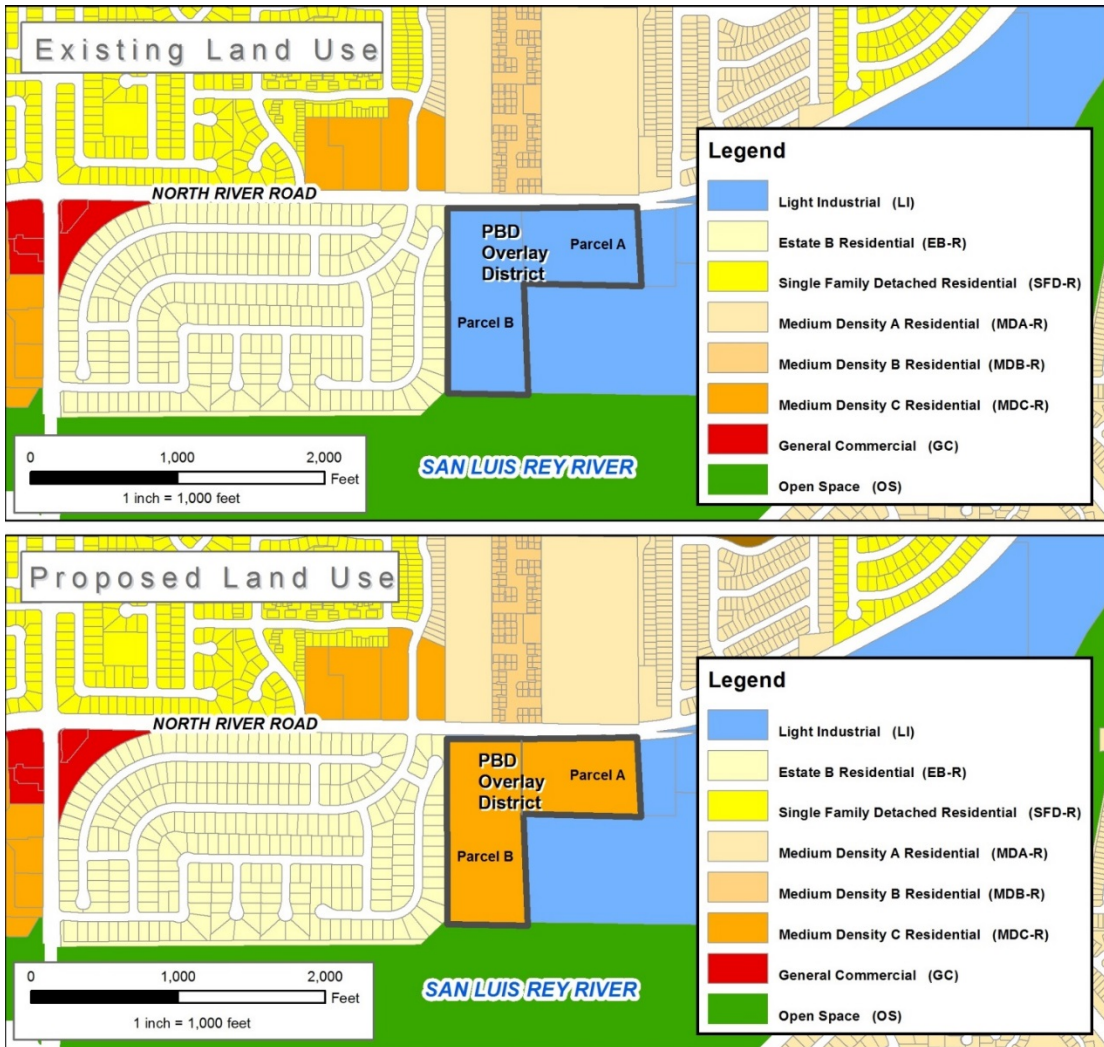 Existing Land Use
NORTH RIVER ROAD
PBD
Overlay
District
Parcel A
Parcel B
Legend
Light Industrial (LI)
Estate B Residential (EB-R)
Single Family Detached Residential (SFD-R)
Medium Density A Residential (MDA-R)
Medium Density B Residential (MDB-R)
Medium Density C Residential (MDC-R)
General Commercial (GC)
Open Space (OS)
0 1,000 2,000
Feet
1 inch = 1,000 feet
SAN LUIS REY RIVER
Proposed Land Use
NORTH RIVER ROAD
PBD
Overlay
District
Parcel A
Parcel B
Legend
Light Industrial (LI)
Estate B Residential (EB-R)
Single Family Detached Residential (SFD-R)
Medium Density A Residential (MDA-R)
Medium Density B Residential (MDB-R)
Medium Density C Residential (MDC-R)
General Commercial (GC)
Open Space (OS)
0 1,000 2,000
Feet
1 inch = 1,000 feet
SAN LUIS REY RIVER